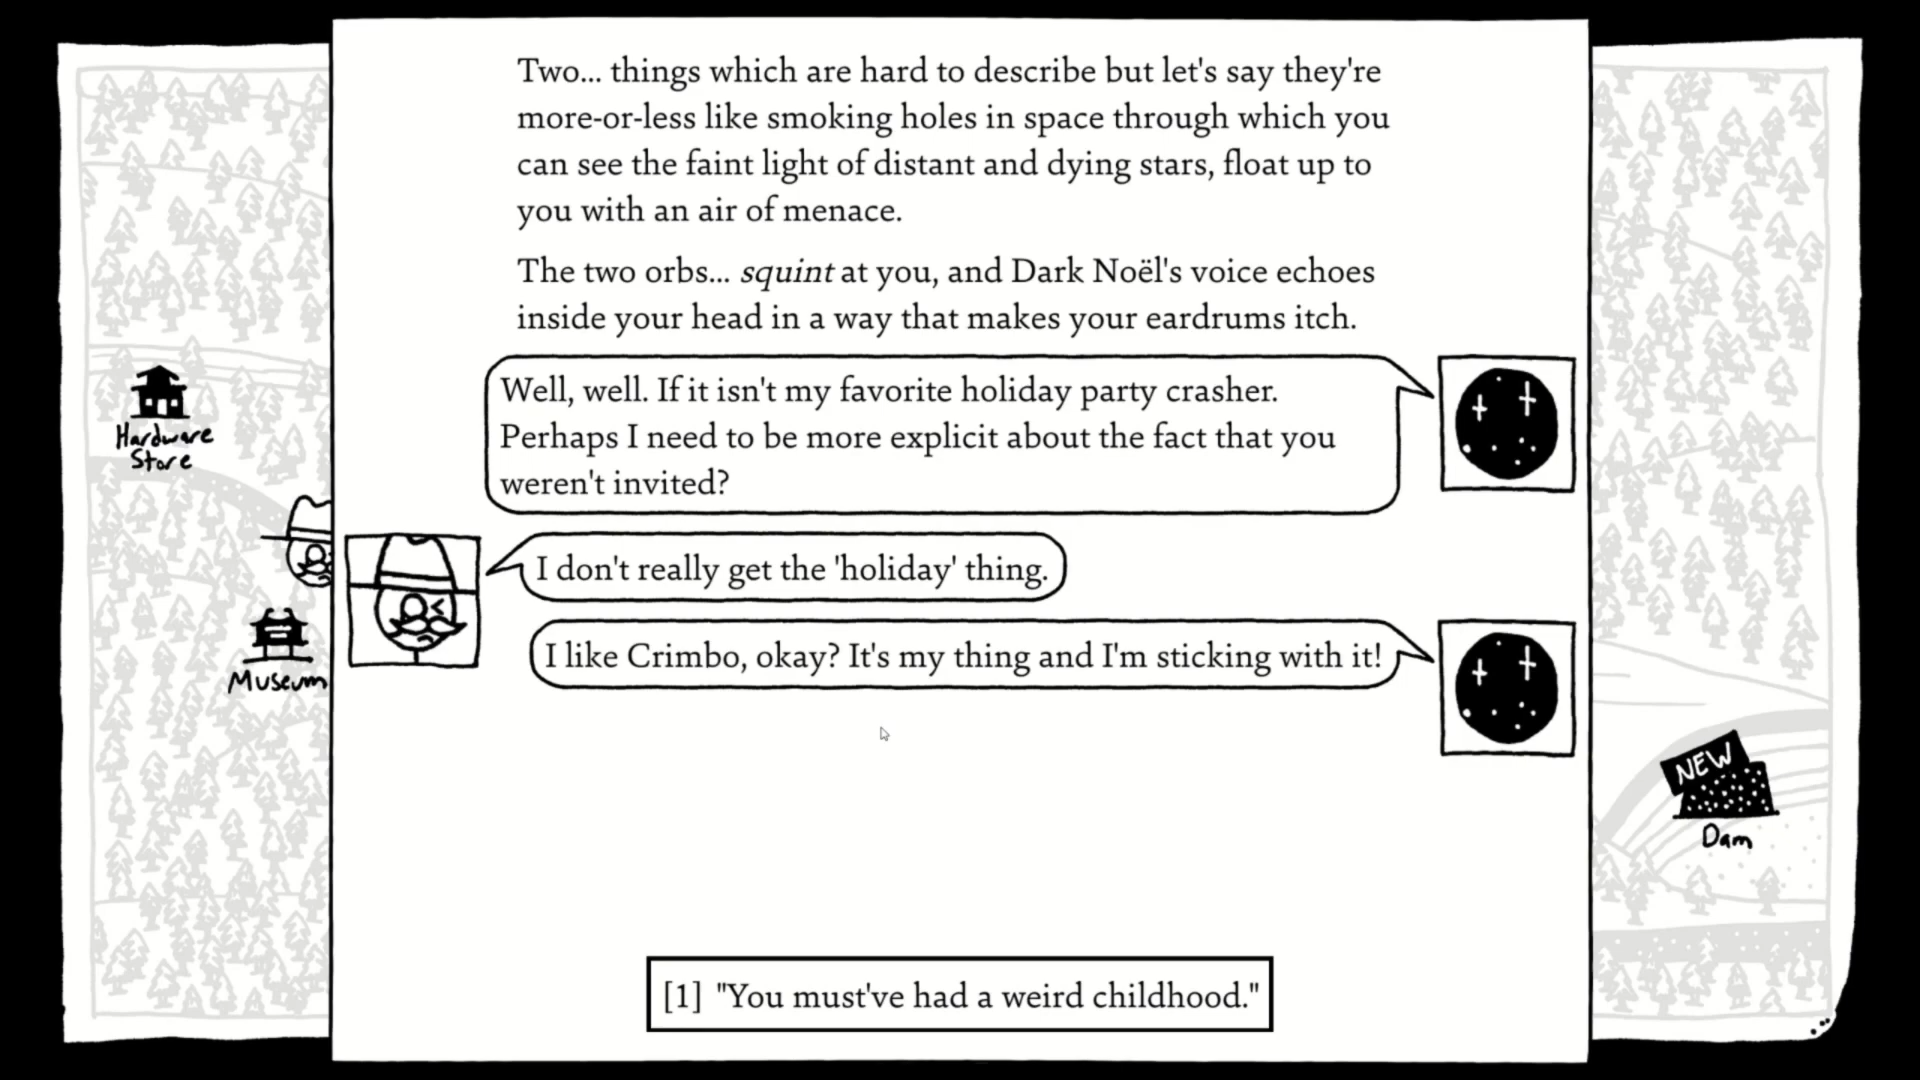 Two... things which are hard to describe but let's say they're
more-or-less like smoking holes in space through which you
can see the faint light of distant and dying stars, float up to
you with an air of menace.
The two orbs... squint at you, and Dark Noël's voice echoes
inside your head in a way that makes your eardrums itch.
Well, well. If it isn't my favorite holiday party crasher.
Perhaps I need to be more explicit about the fact that you
weren't invited?
I don't really get the 'holiday' thing.
I like Crimbo, okay? It's my thing and I'm sticking with it!
[1] "You must've had a weird childhood."
Hardware
Store
Museum
NEW
Dam